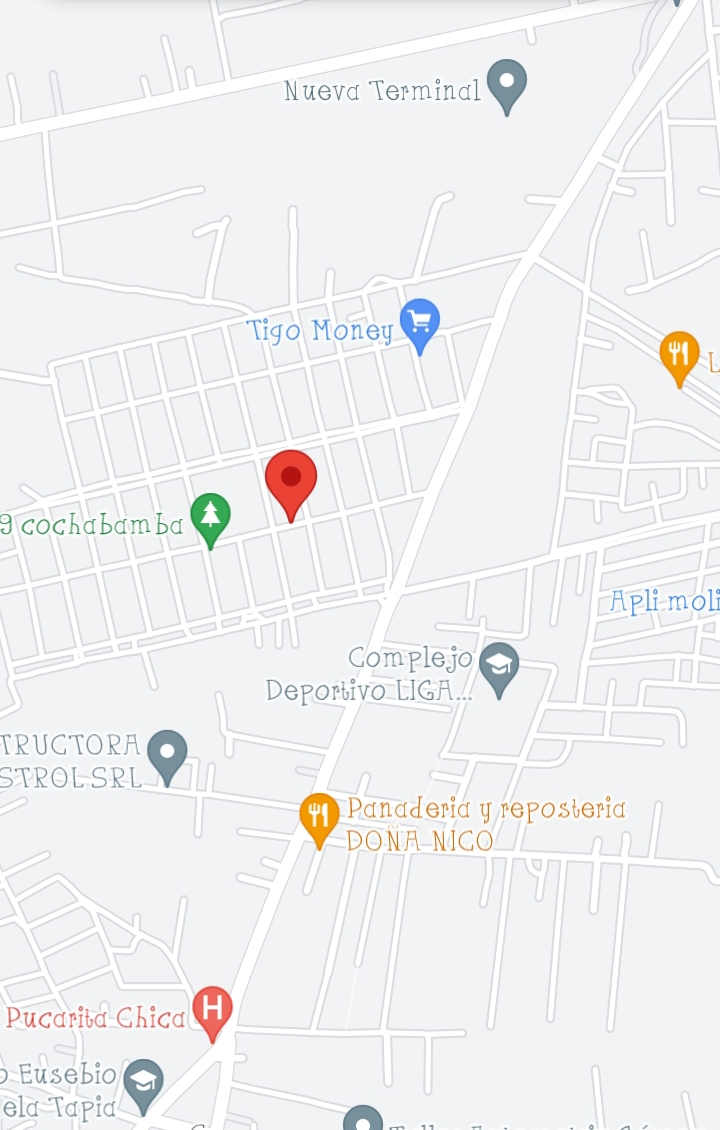 Nueva Terminal
Tigo Money
9 cochabamba
Apli moli
Complejo
Deportivo LIGA...
TRUCTORA
STROL SRL
Panaderia y reposteria
DOÑA NICO
H
Pucarita Chica
o Eusebio
ela Tapia